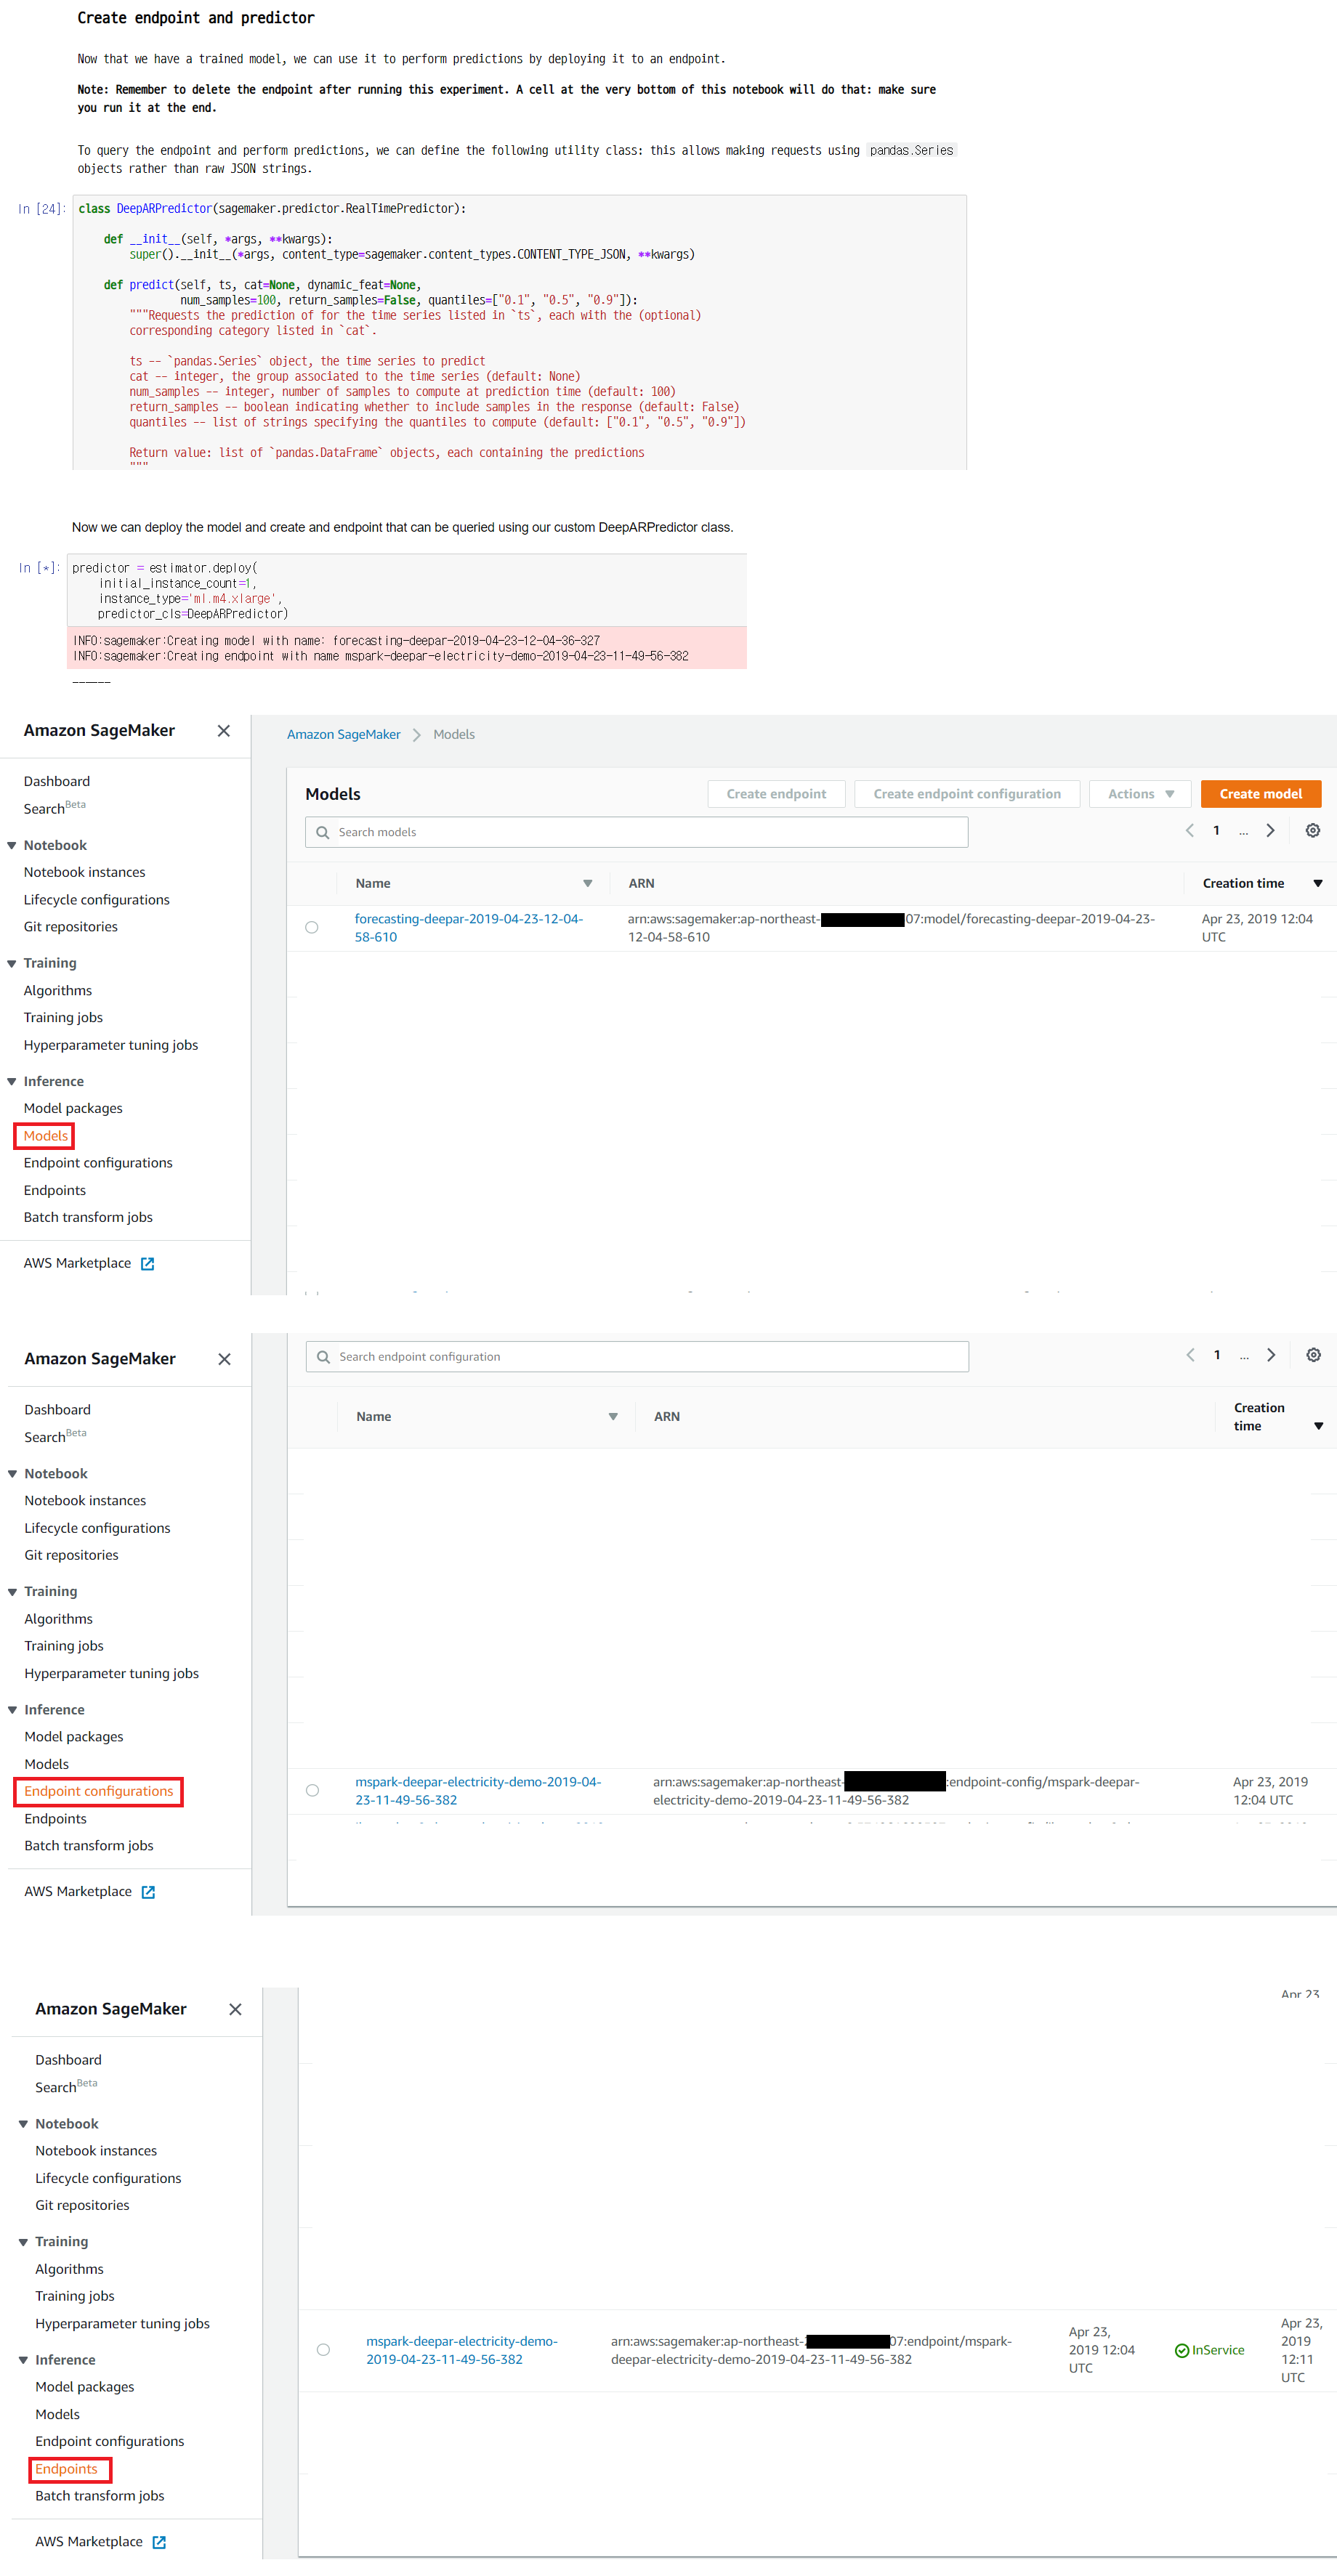 Create endpoint and predictor
Now that we have a trained model, we can use it to perform predictions by deploying it to an endpoint.
Note: Remember to delete the endpoint after running this experiment. A cell at the very bottom of this notebook will do that: make sure
you run it at the end.
To query the endpoint and perform predictions, we can define the following utility class: this allows making requests using pandas.Series
objects rather than raw JSON strings.
In [24]:
class DeepARPredictor(sagemaker.predictor.RealTimePredictor):
def __init__(self, *args, **kwargs):
super().__init__(*args, content_type=sagemaker.content_types.CONTENT_TYPE_JSON, **kwargs)
def predict(self, ts, cat=None, dynamic_feat=None,
num_samples=100, return_samples=False, quantiles=["0.1", "0.5", "0.9"]):
"""Requests the prediction of for the time series listed in `ts`, each with the (optional)
corresponding category listed in `cat`.
ts -- `pandas.Series` object, the time series to predict
cat -- integer, the group associated to the time series (default: None)
num_samples -- integer, number of samples to compute at prediction time (default: 100)
return_samples -- boolean indicating whether to include samples in the response (default: False)
quantiles -- list of strings specifying the quantiles to compute (default: ["0.1", "0.5", "0.9"])
Return value: list of `pandas.DataFrame` objects, each containing the predictions
"""
Now we can deploy the model and create and endpoint that can be queried using our custom DeepARPredictor class.
In [*]:
predictor = estimator.deploy(
initial_instance_count=1,
instance_type='ml.m4.xlarge',
predictor_cls=DeepARPredictor)
INFO:sagemaker:Creating model with name: forecasting-deepar-2019-04-23-12-04-36-327
INFO:sagemaker:Creating endpoint with name mspark-deepar-electricity-demo-2019-04-23-11-49-56-382
------
Amazon SageMaker
Dashboard
Search Beta
Notebook
Notebook instances
Lifecycle configurations
Git repositories
Training
Algorithms
Training jobs
Hyperparameter tuning jobs
Inference
Model packages
Models
Endpoint configurations
Endpoints
Batch transform jobs
AWS Marketplace
Amazon SageMaker > Models
Models
Create endpoint
Create endpoint configuration
Actions
Create model
Search models
1 ...
Name
ARN
Creation time
forecasting-deepar-2019-04-23-12-04-
58-610
arn:aws:sagemaker:ap-northeast- 07:model/forecasting-deepar-2019-04-23-
12-04-58-610
Apr 23, 2019 12:04
UTC
Amazon SageMaker
Dashboard
Search Beta
Notebook
Notebook instances
Lifecycle configurations
Git repositories
Training
Algorithms
Training jobs
Hyperparameter tuning jobs
Inference
Model packages
Models
Endpoint configurations
Endpoints
Batch transform jobs
AWS Marketplace
Search endpoint configuration
1 ...
Name
ARN
Creation
time
mspark-deepar-electricity-demo-2019-04-
23-11-49-56-382
arn:aws:sagemaker:ap-northeast- :endpoint-config/mspark-deepar-
electricity-demo-2019-04-23-11-49-56-382
Apr 23, 2019
12:04 UTC
Amazon SageMaker
Dashboard
Search Beta
Notebook
Notebook instances
Lifecycle configurations
Git repositories
Training
Algorithms
Training jobs
Hyperparameter tuning jobs
Inference
Model packages
Models
Endpoint configurations
Endpoints
Batch transform jobs
AWS Marketplace
Apr 23
mspark-deepar-electricity-demo-
2019-04-23-11-49-56-382
arn:aws:sagemaker:ap-northeast- 07:endpoint/mspark-
deepar-electricity-demo-2019-04-23-11-49-56-382
Apr 23,
2019 12:04
UTC
InService
Apr 23,
2019
12:11
UTC